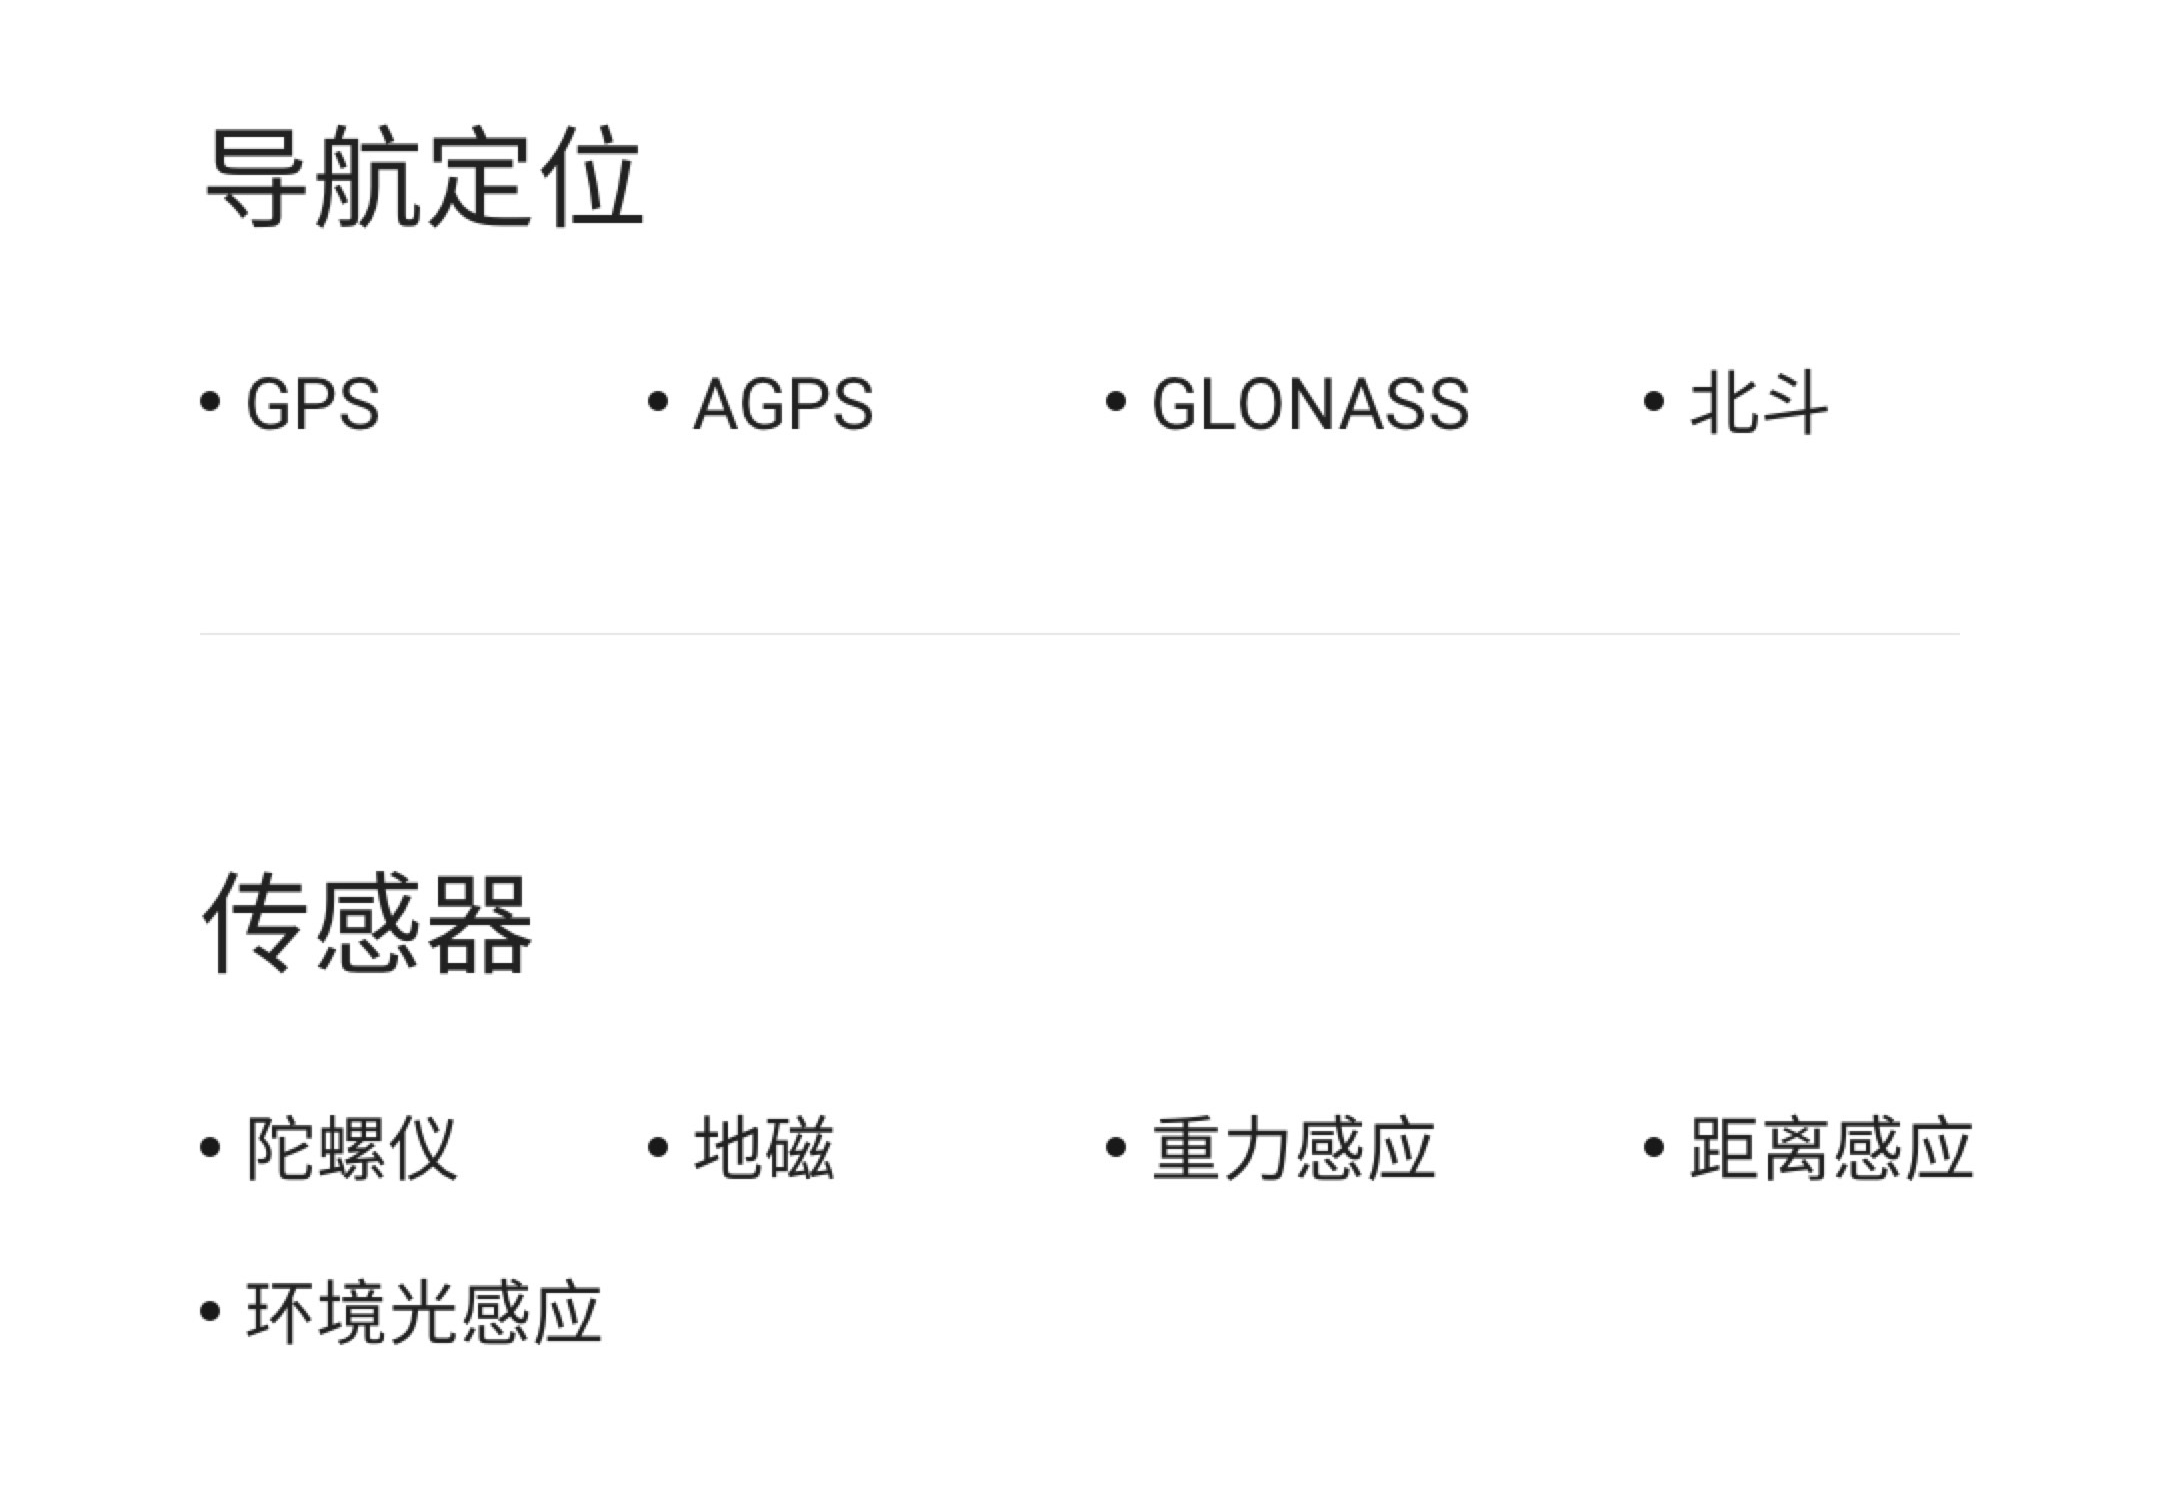 导航定位
• GPS • AGPS • GLONASS • 北斗
传感器
• 陀螺仪 • 地磁 • 重力感应 • 距离感应
• 环境光感应